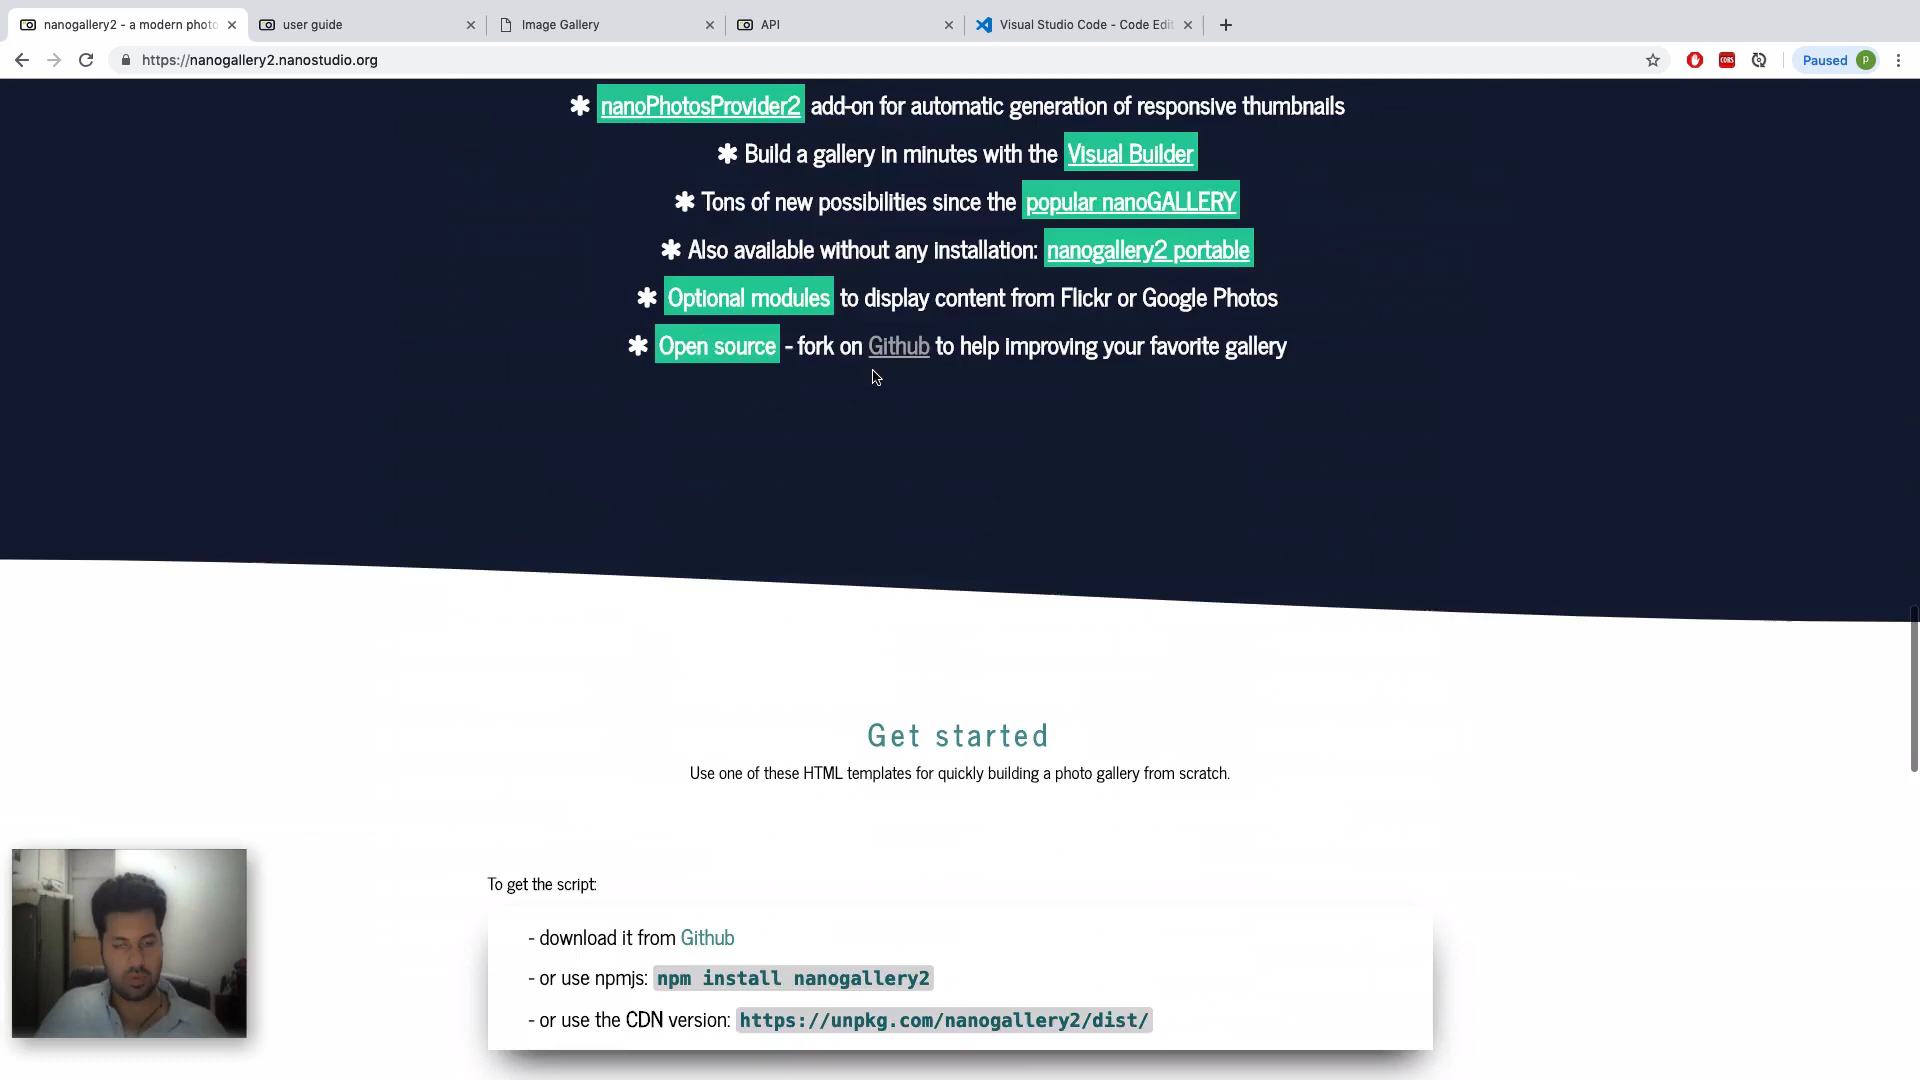 nanogallery2 - a modern photo
user guide
Image Gallery
API
Visual Studio Code - Code Edit
https://nanogallery2.nanostudio.org
CORS
Paused P
✱ nanoPhotosProvider2 add-on for automatic generation of responsive thumbnails
✱ Build a gallery in minutes with the Visual Builder
✱ Tons of new possibilities since the popular nanoGALLERY
✱ Also available without any installation: nanogallery2 portable
✱ Optional modules to display content from Flickr or Google Photos
✱ Open source - fork on Github to help improving your favorite gallery
Get started
Use one of these HTML templates for quickly building a photo gallery from scratch.
To get the script:
- download it from Github
- or use npmjs: npm install nanogallery2
- or use the CDN version: https://unpkg.com/nanogallery2/dist/